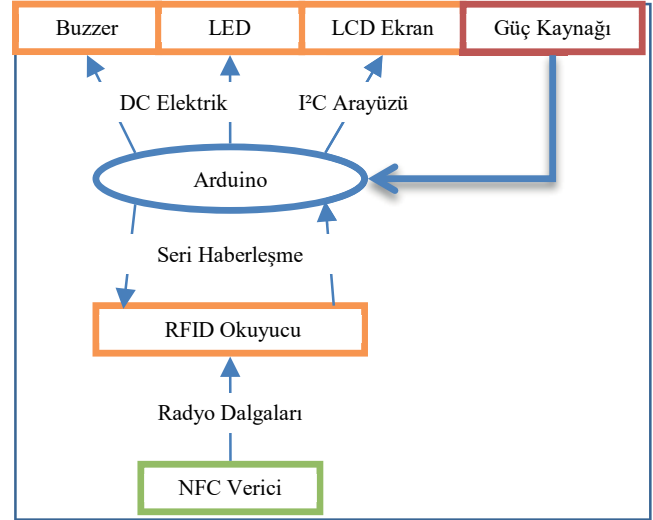 Buzzer
LED
LCD Ekran
Güç Kaynağı
DC Elektrik
I²C Arayüzü
Arduino
Seri Haberleşme
RFID Okuyucu
Radyo Dalgaları
NFC Verici